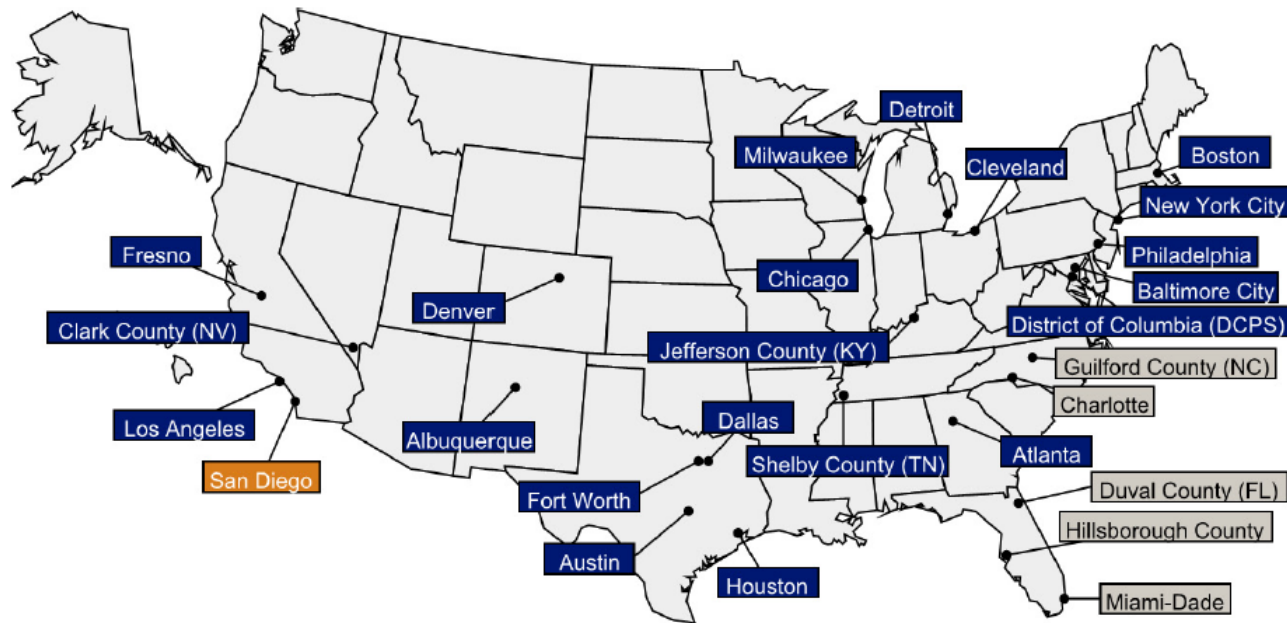 Detroit
Milwaukee
Cleveland
Boston
New York City
Fresno
Philadelphia
Chicago
Baltimore City
Denver
District of Columbia (DCPS)
Clark County (NV)
Jefferson County (KY)
Guilford County (NC)
Charlotte
Los Angeles
Albuquerque
Dallas
Shelby County (TN)
Atlanta
San Diego
Fort Worth
Duval County (FL)
Hillsborough County
Austin
Houston
Miami-Dade